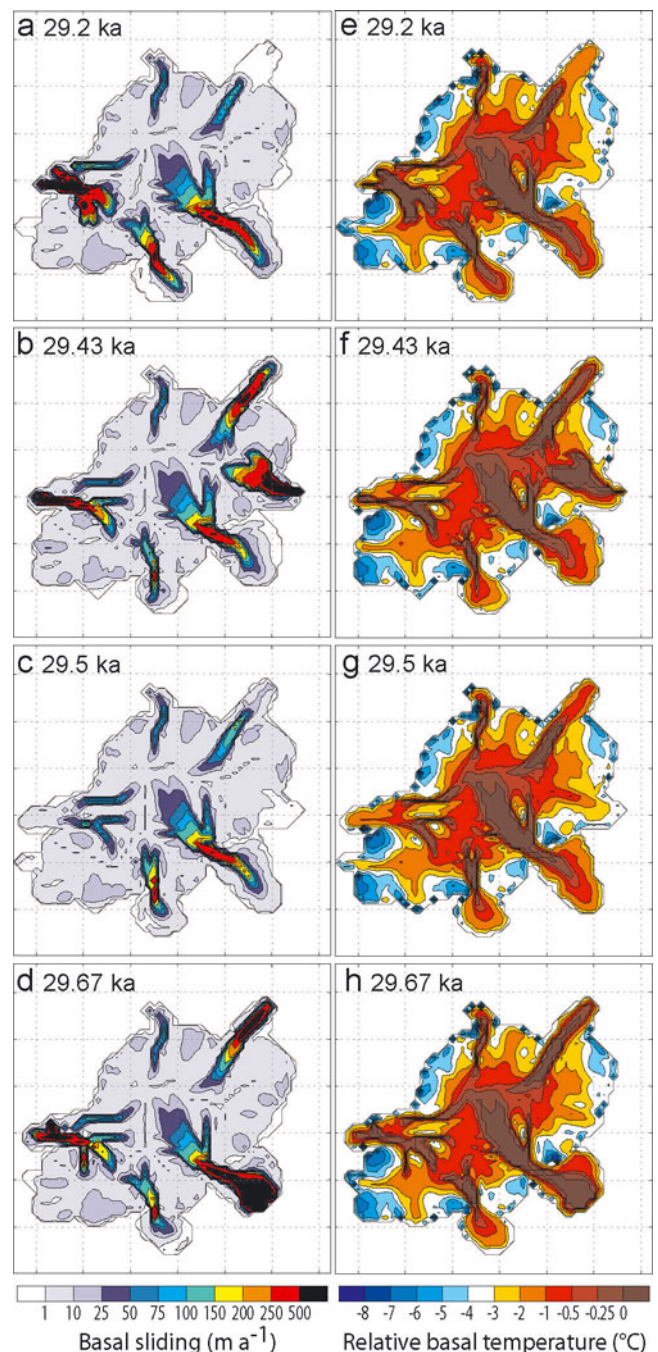 a 29.2 ka
e 29.2 ka
b 29.43 ka
f 29.43 ka
c 29.5 ka
g 29.5 ka
d 29.67 ka
h 29.67 ka
1 10 25 50 75 100 150 200 250 500
-8 -7 -6 -5 -4 -3 -2 -1 -0.5 -0.25 0
Basal sliding (m a⁻¹)
Relative basal temperature (°C)